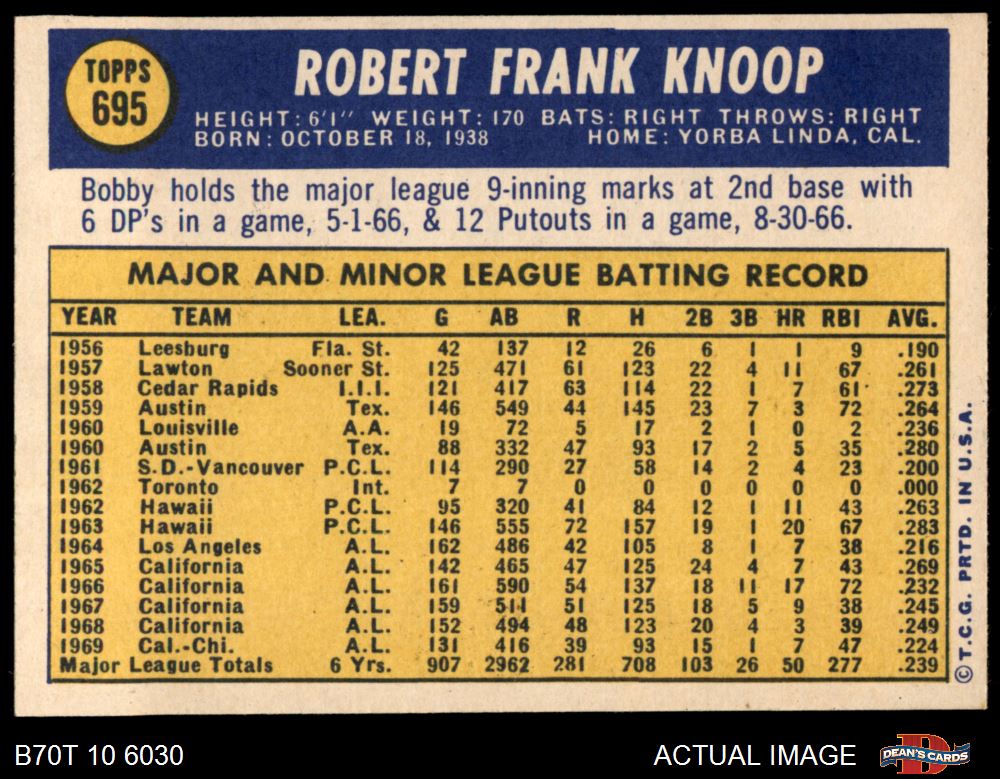 TOPPS
695
ROBERT FRANK KNOOP
HEIGHT: 6'1" WEIGHT: 170 BATS: RIGHT THROWS: RIGHT
BORN: OCTOBER 18, 1938 HOME: YORBA LINDA, CAL.
Bobby holds the major league 9-inning marks at 2nd base with
6 DP's in a game, 5-1-66, & 12 Putouts in a game, 8-30-66.
MAJOR AND MINOR LEAGUE BATTING RECORD
YEAR TEAM LEA. G AB R H 2B 3B HR RBI AVG.
1956 Leesburg Fla. St. 42 137 12 26 6 1 1 9 .190
1957 Lawton Sooner St. 125 471 61 123 22 4 11 67 .261
1958 Cedar Rapids I.I.I. 121 417 63 114 22 1 7 61 .273
1959 Austin Tex. 146 549 44 145 23 7 3 72 .264
1960 Louisville A.A. 19 72 5 17 2 1 0 2 .236
1960 Austin Tex. 88 332 47 93 17 2 5 35 .280
1961 S.D.-Vancouver P.C.L. 114 290 27 58 14 2 4 23 .200
1962 Toronto Int. 7 7 0 0 0 0 0 0 .000
1962 Hawaii P.C.L. 95 320 41 84 12 1 11 43 .263
1963 Hawaii P.C.L. 146 555 72 157 19 1 20 67 .283
1964 Los Angeles A.L. 162 486 42 105 8 1 7 38 .216
1965 California A.L. 142 465 47 125 24 4 7 43 .269
1966 California A.L. 161 590 54 137 18 11 17 72 .232
1967 California A.L. 159 511 51 125 18 5 9 38 .245
1968 California A.L. 152 494 48 123 20 4 3 39 .249
1969 Cal.-Chi. A.L. 131 416 39 93 15 1 7 47 .224
Major League Totals 6 Yrs. 907 2962 281 708 103 26 50 277 .239
© T.C.G. PRTD. IN U.S.A.
B70T 10 6030
ACTUAL IMAGE
DEAN'S CARDS